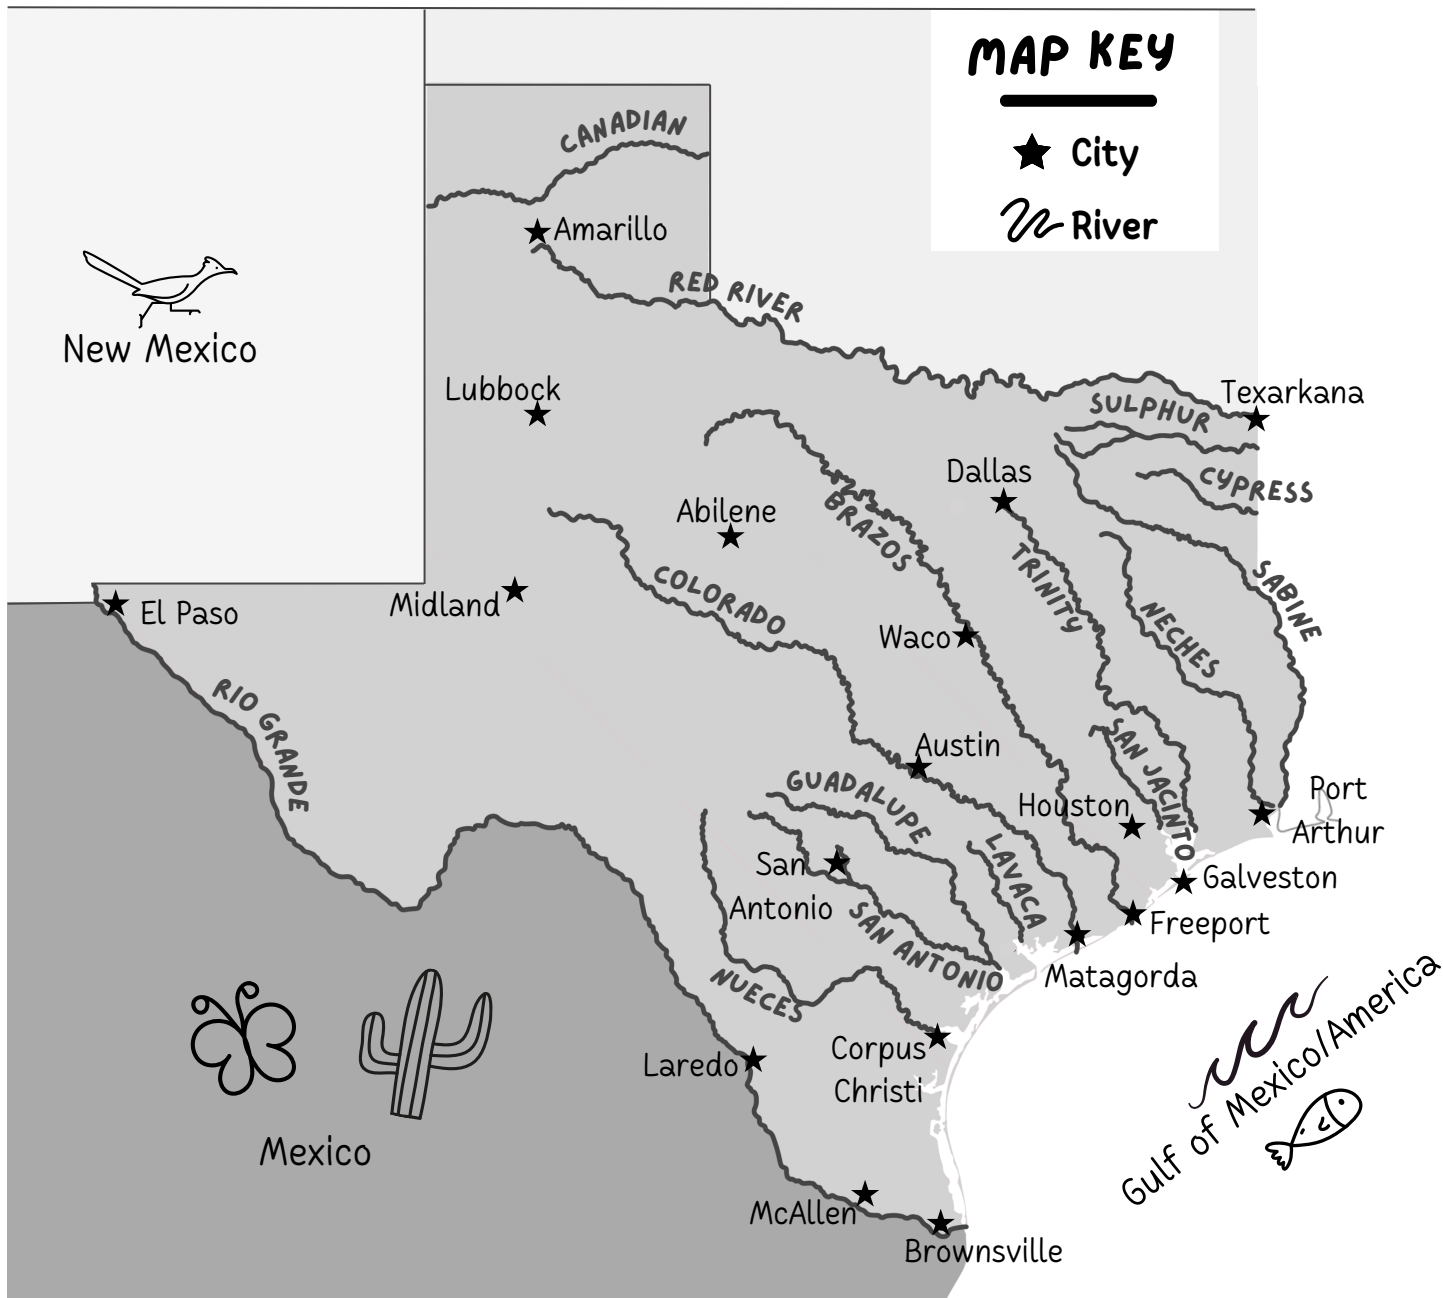 MAP KEY
City
River
CANADIAN
Amarillo
RED RIVER
New Mexico
Lubbock
Texarkana
SULPHUR
Dallas
CYPRESS
Abilene
BRAZOS
TRINITY
SABINE
COLORADO
Midland
El Paso
Waco
NECHES
RIO GRANDE
SAN JACINTO
Austin
GUADALUPE
Houston
Port
Arthur
LAVACA
San
Antonio
Galveston
SAN ANTONIO
Freeport
Matagorda
NUECES
Corpus
Christi
Laredo
Gulf of Mexico/America
Mexico
McAllen
Brownsville